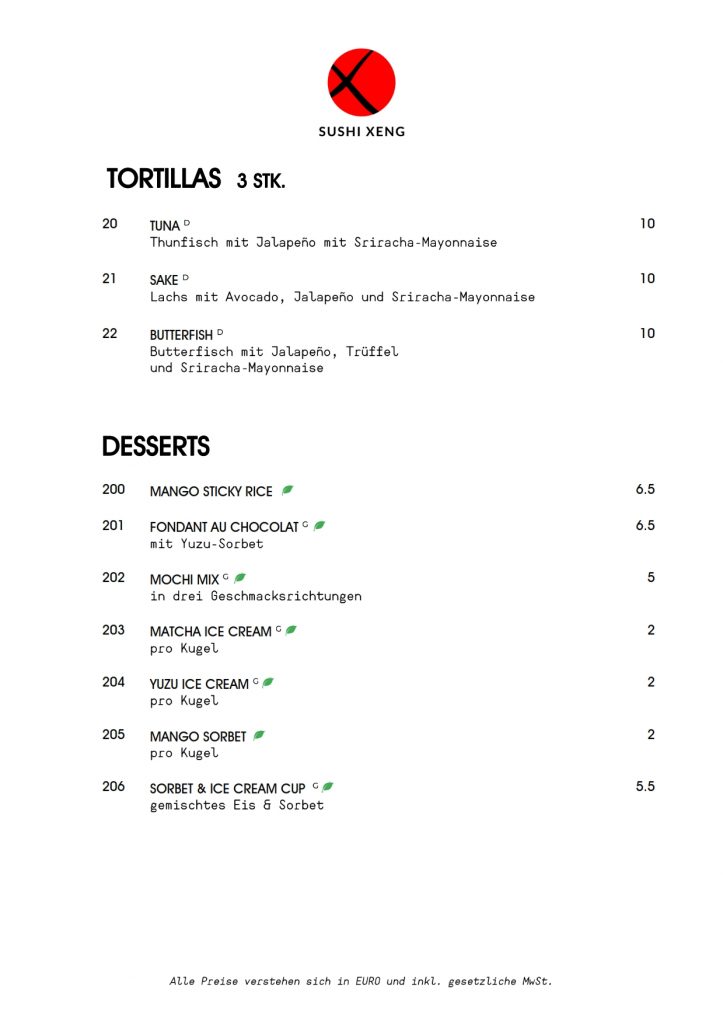 SUSHI XENG
TORTILLAS 3 STK.
20 TUNA D 10
Thunfisch mit Jalapeño mit Sriracha-Mayonnaise
21 SAKE D 10
Lachs mit Avocado, Jalapeño und Sriracha-Mayonnaise
22 BUTTERFISH D 10
Butterfisch mit Jalapeño, Trüffel
und Sriracha-Mayonnaise
DESSERTS
200 MANGO STICKY RICE 6.5
201 FONDANT AU CHOCOLAT G 6.5
mit Yuzu-Sorbet
202 MOCHI MIX G 5
in drei Geschmacksrichtungen
203 MATCHA ICE CREAM G 2
pro Kugel
204 YUZU ICE CREAM G 2
pro Kugel
205 MANGO SORBET 2
pro Kugel
206 SORBET & ICE CREAM CUP G 5.5
gemischtes Eis & Sorbet
Alle Preise verstehen sich in EURO und inkl. gesetzliche MwSt.